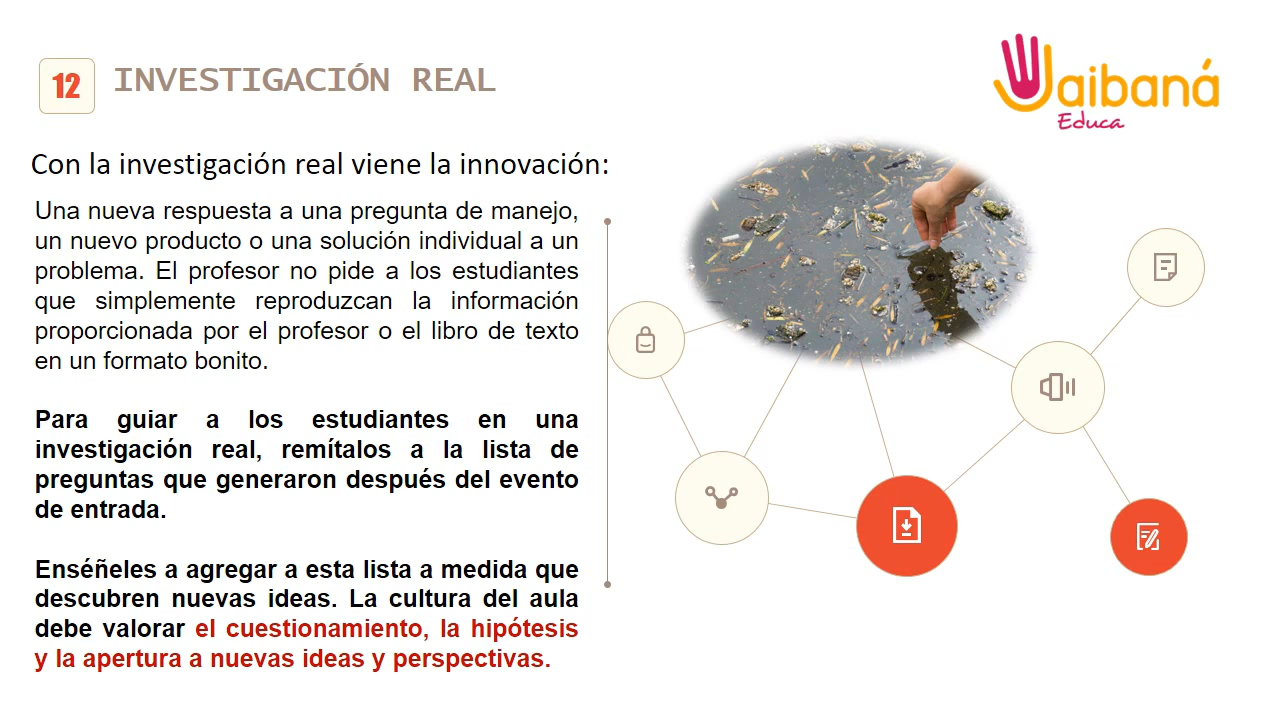 12
INVESTIGACIÓN REAL
aibaná
Educa
Con la investigación real viene la innovación:
Una nueva respuesta a una pregunta de manejo,
un nuevo producto o una solución individual a un
problema. El profesor no pide a los estudiantes
que simplemente reproduzcan la información
proporcionada por el profesor o el libro de texto
en un formato bonito.
Para guiar a los estudiantes en una
investigación real, remítalos a la lista de
preguntas que generaron después del evento
de entrada.
Enséñeles a agregar a esta lista a medida que
descubren nuevas ideas. La cultura del aula
debe valorar el cuestionamiento, la hipótesis
y la apertura a nuevas ideas y perspectivas.